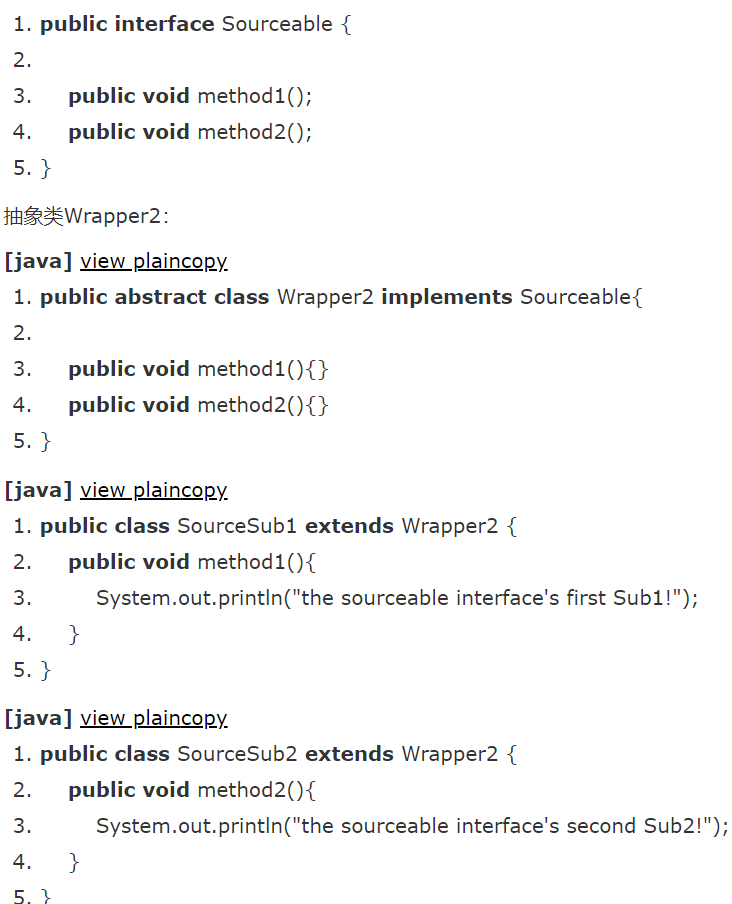 1. public interface Sourceable {
2.
3. public void method1();
4. public void method2();
5. }
抽象类Wrapper2：
[java] view plaincopy
1. public abstract class Wrapper2 implements Sourceable{
2.
3. public void method1(){}
4. public void method2(){}
5. }
[java] view plaincopy
1. public class SourceSub1 extends Wrapper2 {
2. public void method1(){
3. System.out.println("the sourceable interface's first Sub1!");
4. }
5. }
[java] view plaincopy
1. public class SourceSub2 extends Wrapper2 {
2. public void method2(){
3. System.out.println("the sourceable interface's second Sub2!");
4. }
5. }